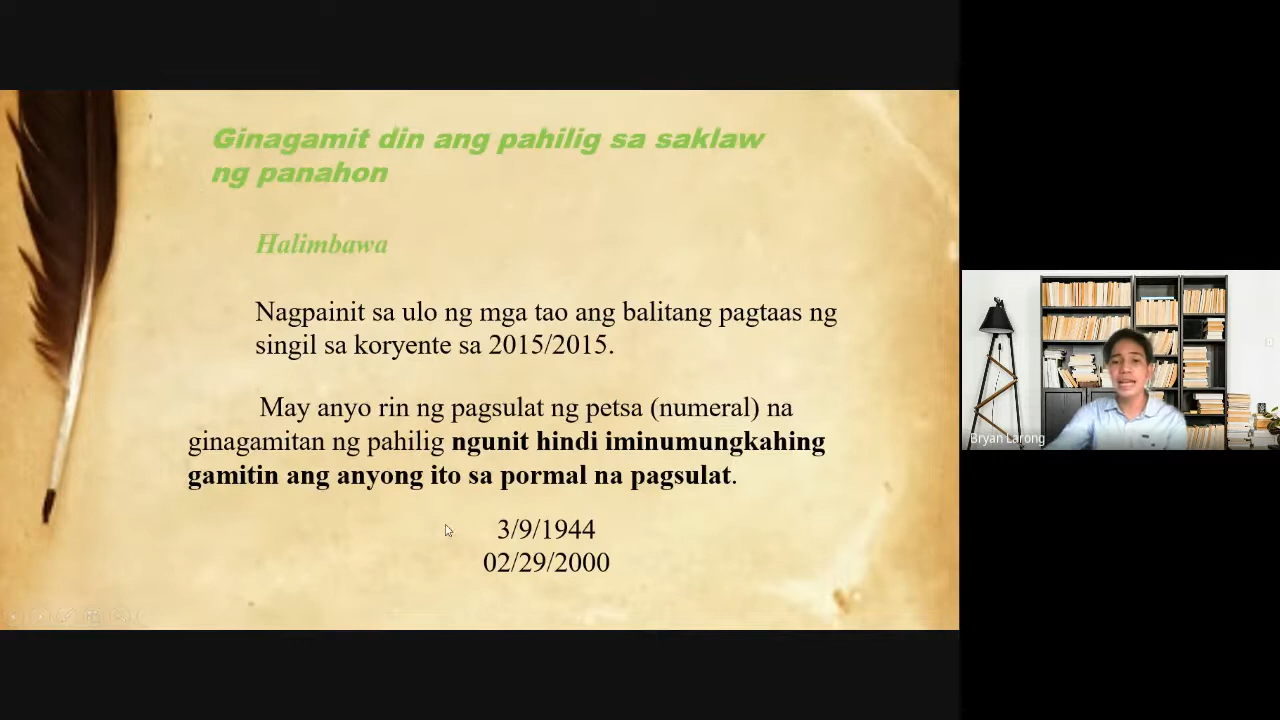 Ginagamit din ang pahilig sa saklaw
ng panahon
Halimbawa
Nagpainit sa ulo ng mga tao ang balitang pagtaas ng
singil sa koryente sa 2015/2015.
May anyo rin ng pagsulat ng petsa (numeral) na
ginagamitan ng pahilig ngunit hindi iminumungkahing
gamitin ang anyong ito sa pormal na pagsulat.
3/9/1944
02/29/2000
Bryan Larong